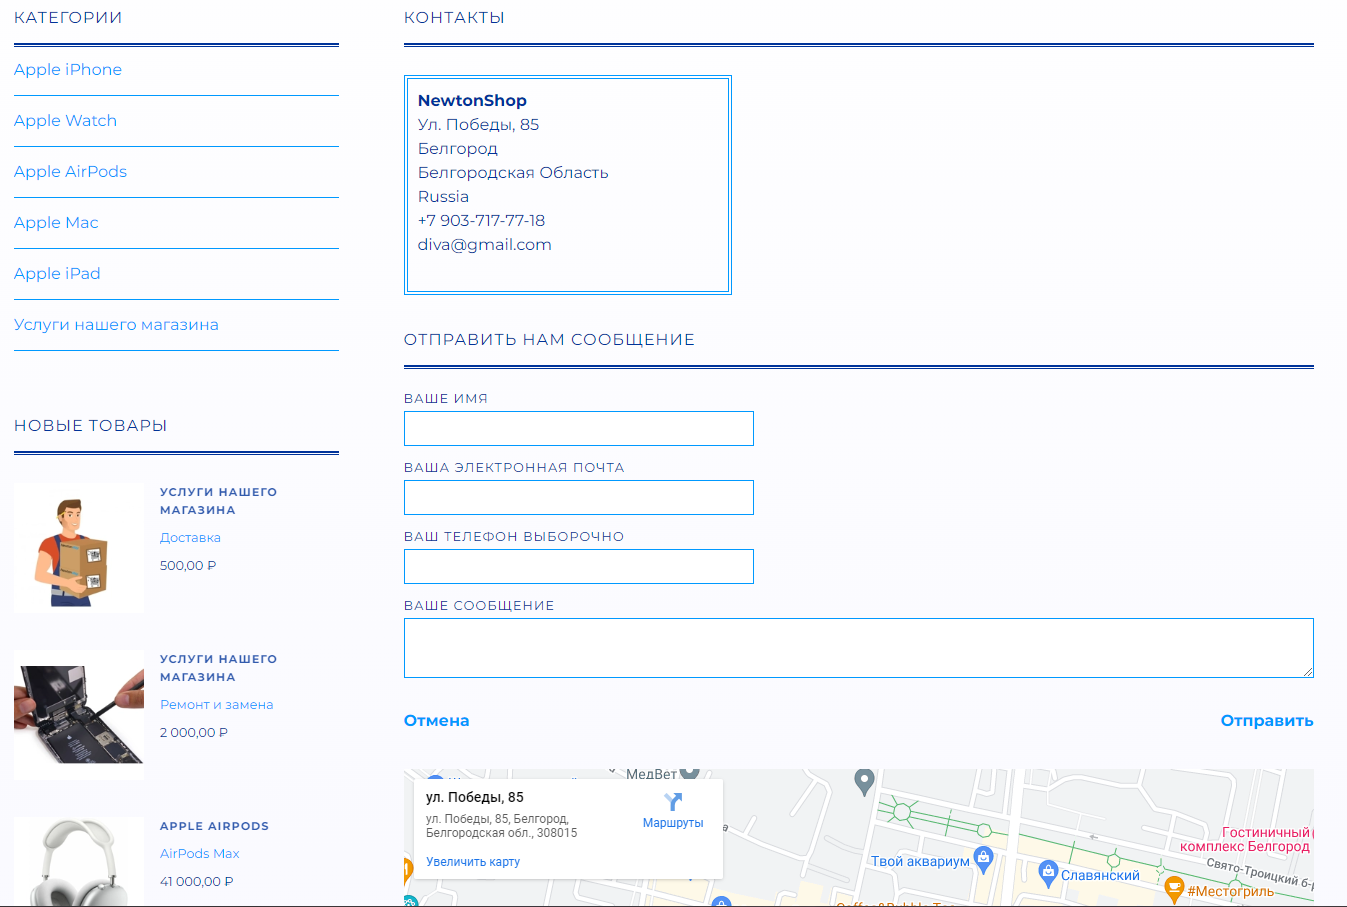 КАТЕГОРИИ
Apple iPhone
Apple Watch
Apple AirPods
Apple Mac
Apple iPad
Услуги нашего магазина
НОВЫЕ ТОВАРЫ
УСЛУГИ НАШЕГО
МАГАЗИНА
Доставка
500,00 ₽
УСЛУГИ НАШЕГО
МАГАЗИНА
Ремонт и замена
2 000,00 ₽
APPLE AIRPODS
AirPods Max
41 000,00 ₽
КОНТАКТЫ
NewtonShop
Ул. Победы, 85
Белгород
Белгородская Область
Russia
+7 903-717-77-18
diva@gmail.com
ОТПРАВИТЬ НАМ СООБЩЕНИЕ
ВАШЕ ИМЯ
ВАША ЭЛЕКТРОННАЯ ПОЧТА
ВАШ ТЕЛЕФОН ВЫБОРОЧНО
ВАШЕ СООБЩЕНИЕ
Отмена
Отправить
МедВет
ул. Победы, 85
ул. Победы, 85, Белгород,
Белгородская обл., 308015
Маршруты
Увеличить карту
Твой аквариум
Славянский
Гостиничный
комплекс Белгород
Свято-Троицкий б-р
#Местогриль